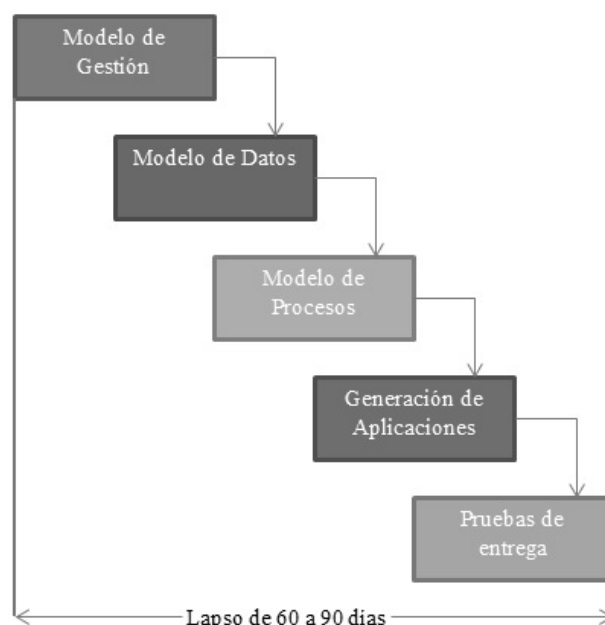 Modelo de
Gestión
Modelo de Datos
Modelo de
Procesos
Generación de
Aplicaciones
Pruebas de
entrega
Lapso de 60 a 90 días